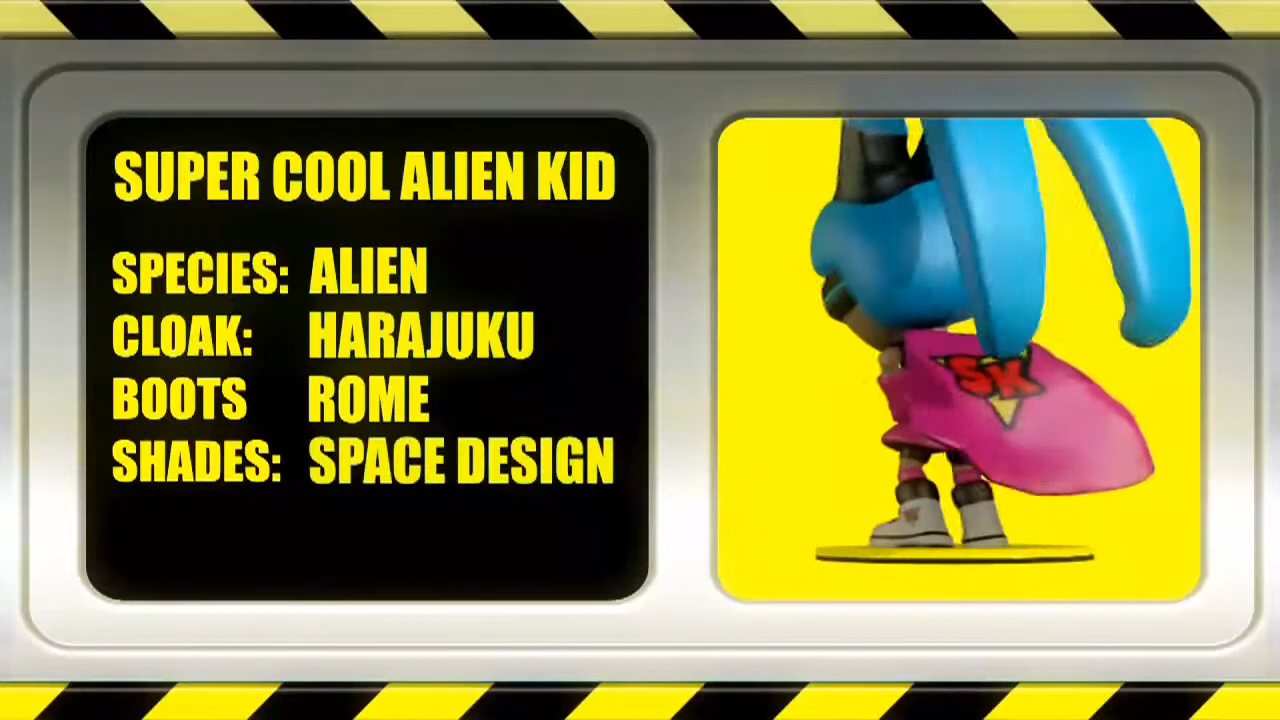 SUPER COOL ALIEN KID
SPECIES: ALIEN
CLOAK: HARAJUKU
BOOTS ROME
SHADES: SPACE DESIGN
SK